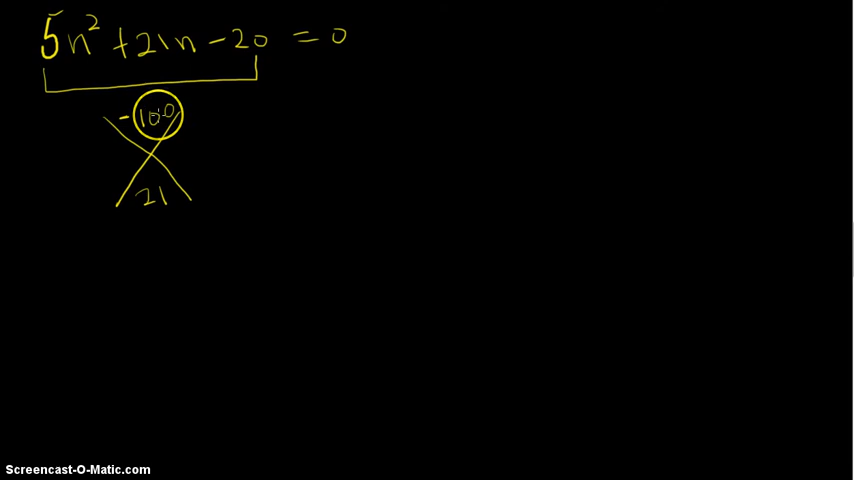 5n² + 21n - 20 = 0
- 100
21
Screencast-O-Matic.com